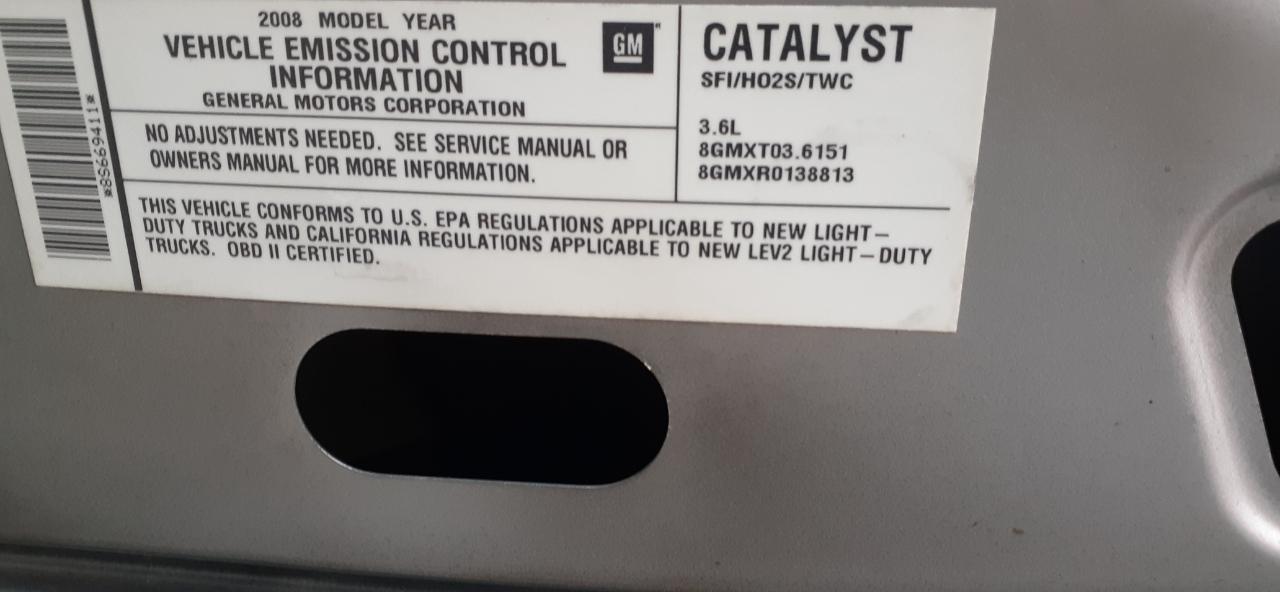 2008 MODEL YEAR
VEHICLE EMISSION CONTROL
INFORMATION
GENERAL MOTORS CORPORATION
GM
NO ADJUSTMENTS NEEDED. SEE SERVICE MANUAL OR
OWNERS MANUAL FOR MORE INFORMATION.
CATALYST
SFI/HO2S/TWC
3.6L
8GMXT03.6151
8GMXR0138813
THIS VEHICLE CONFORMS TO U.S. EPA REGULATIONS APPLICABLE TO NEW LIGHT–
DUTY TRUCKS AND CALIFORNIA REGULATIONS APPLICABLE TO NEW LEV2 LIGHT–DUTY
TRUCKS. OBD II CERTIFIED.